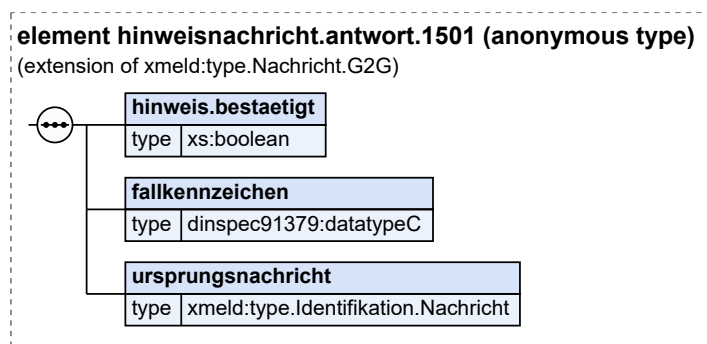 element hinweisnachricht.antwort.1501 (anonymous type)
(extension of xmeld:type.Nachricht.G2G)
hinweis.bestaetigt
type xs:boolean
fallkennzeichen
type dinspec91379:datatypeC
ursprungsnachricht
type xmeld:type.Identifikation.Nachricht